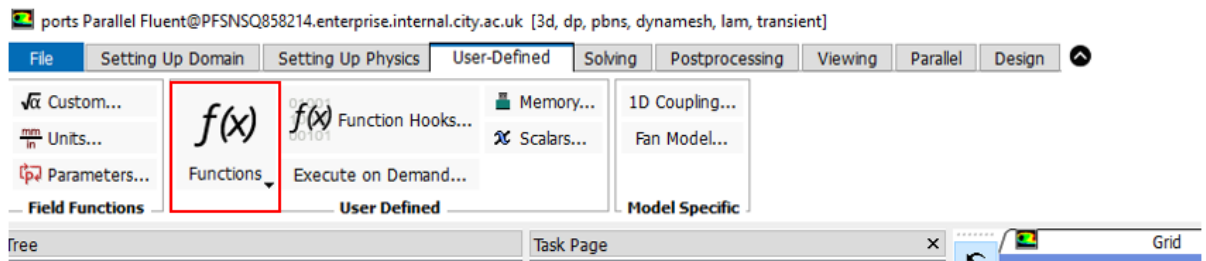 ports Parallel Fluent@PFSNSQ858214.enterprise.internal.city.ac.uk [3d, dp, pbns, dynamesh, lam, transient]
File Setting Up Domain Setting Up Physics User-Defined Solving Postprocessing Viewing Parallel Design
√α Custom... f(x) Function Hooks... Memory... 1D Coupling...
mm in Units... f(x) x Scalars... Fan Model...
[p] Parameters... Functions Execute on Demand...
Field Functions User Defined Model Specific
Tree Task Page x Grid